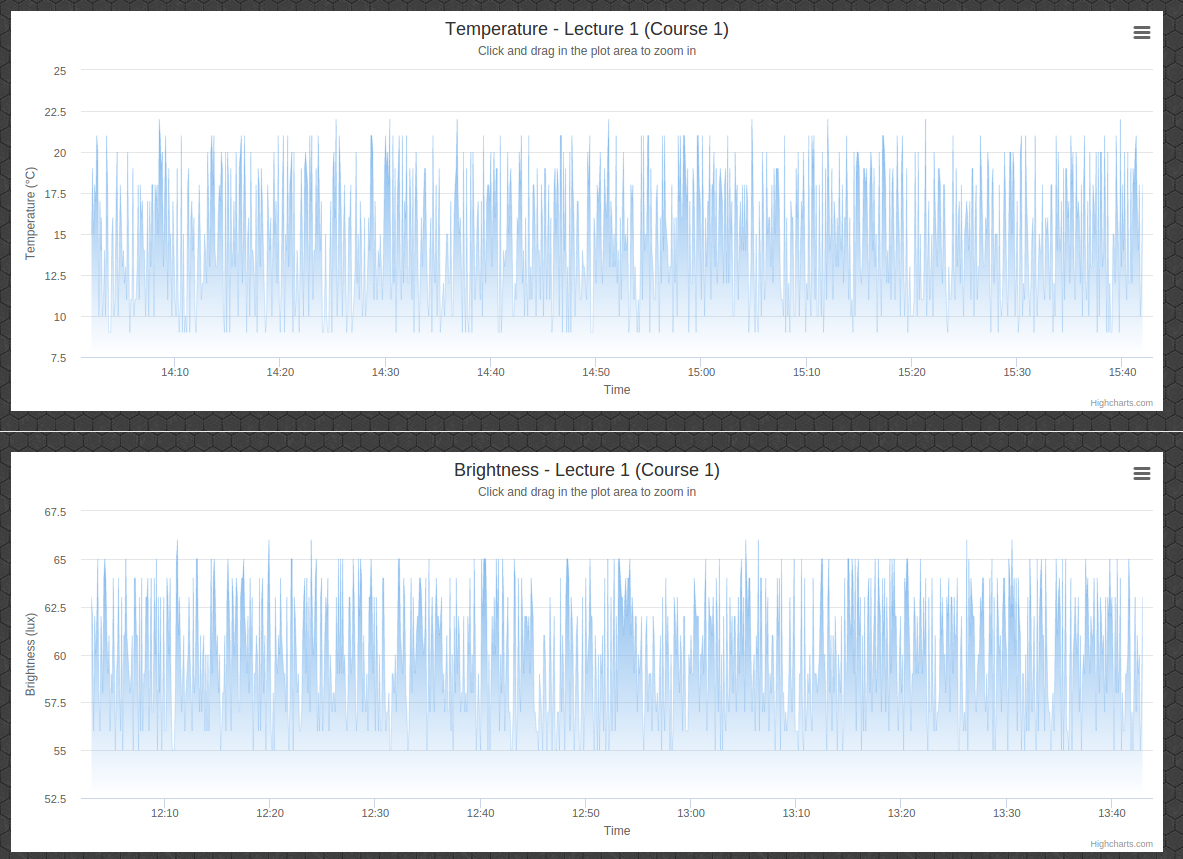 Temperature - Lecture 1 (Course 1)
Click and drag in the plot area to zoom in
Temperature (°C)
25
22.5
20
17.5
15
12.5
10
7.5
14:10 14:20 14:30 14:40 14:50 15:00 15:10 15:20 15:30 15:40
Time
Highcharts.com
Brightness - Lecture 1 (Course 1)
Click and drag in the plot area to zoom in
Brightness (lux)
67.5
65
62.5
60
57.5
55
52.5
12:10 12:20 12:30 12:40 12:50 13:00 13:10 13:20 13:30 13:40
Time
Highcharts.com